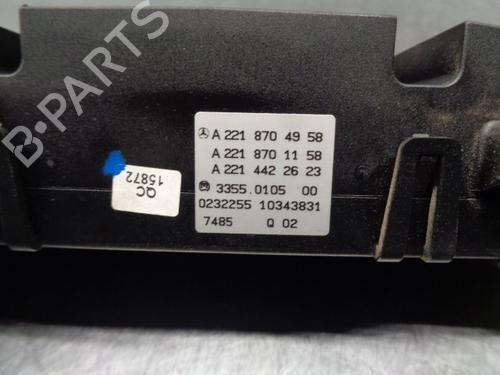 B-PARTS
A 221 870 49 58
A 221 870 11 58
A 221 442 26 23
3355.0105 00
0232255 10343831
7485 Q 02
QC
15872